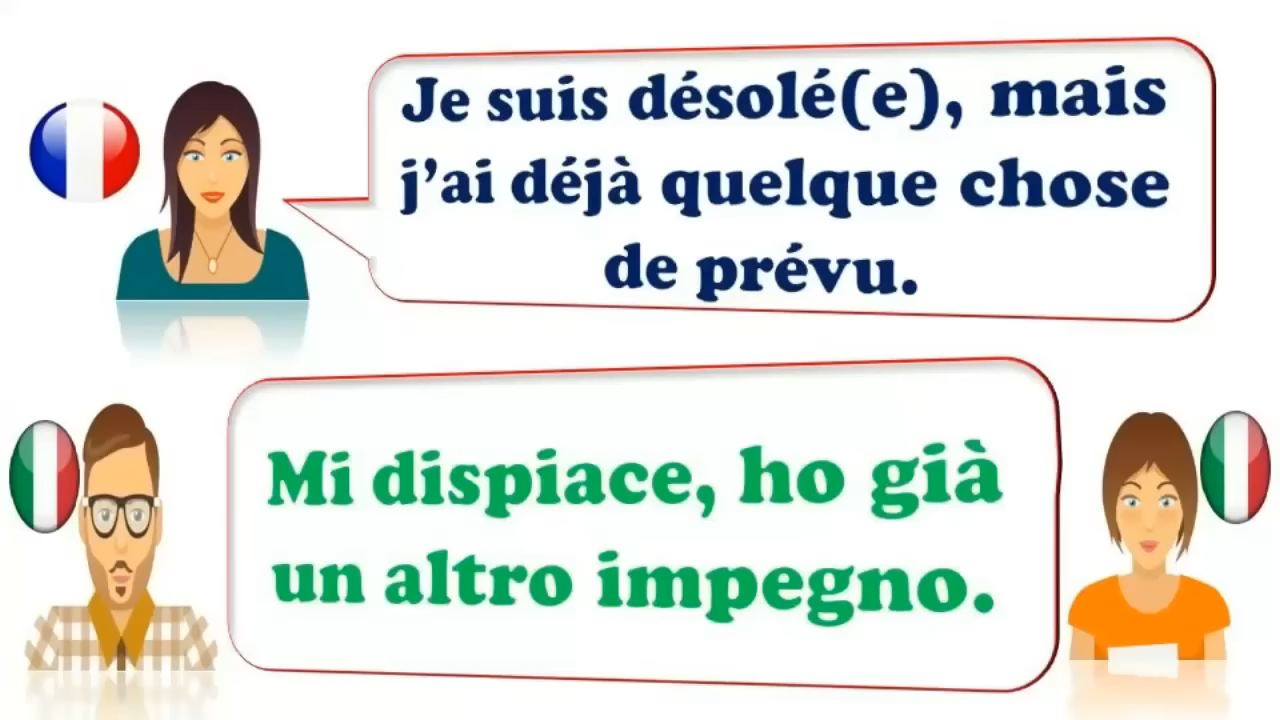 Je suis désolé(e), mais
j’ai déjà quelque chose
de prévu.
Mi dispiace, ho già
un altro impegno.